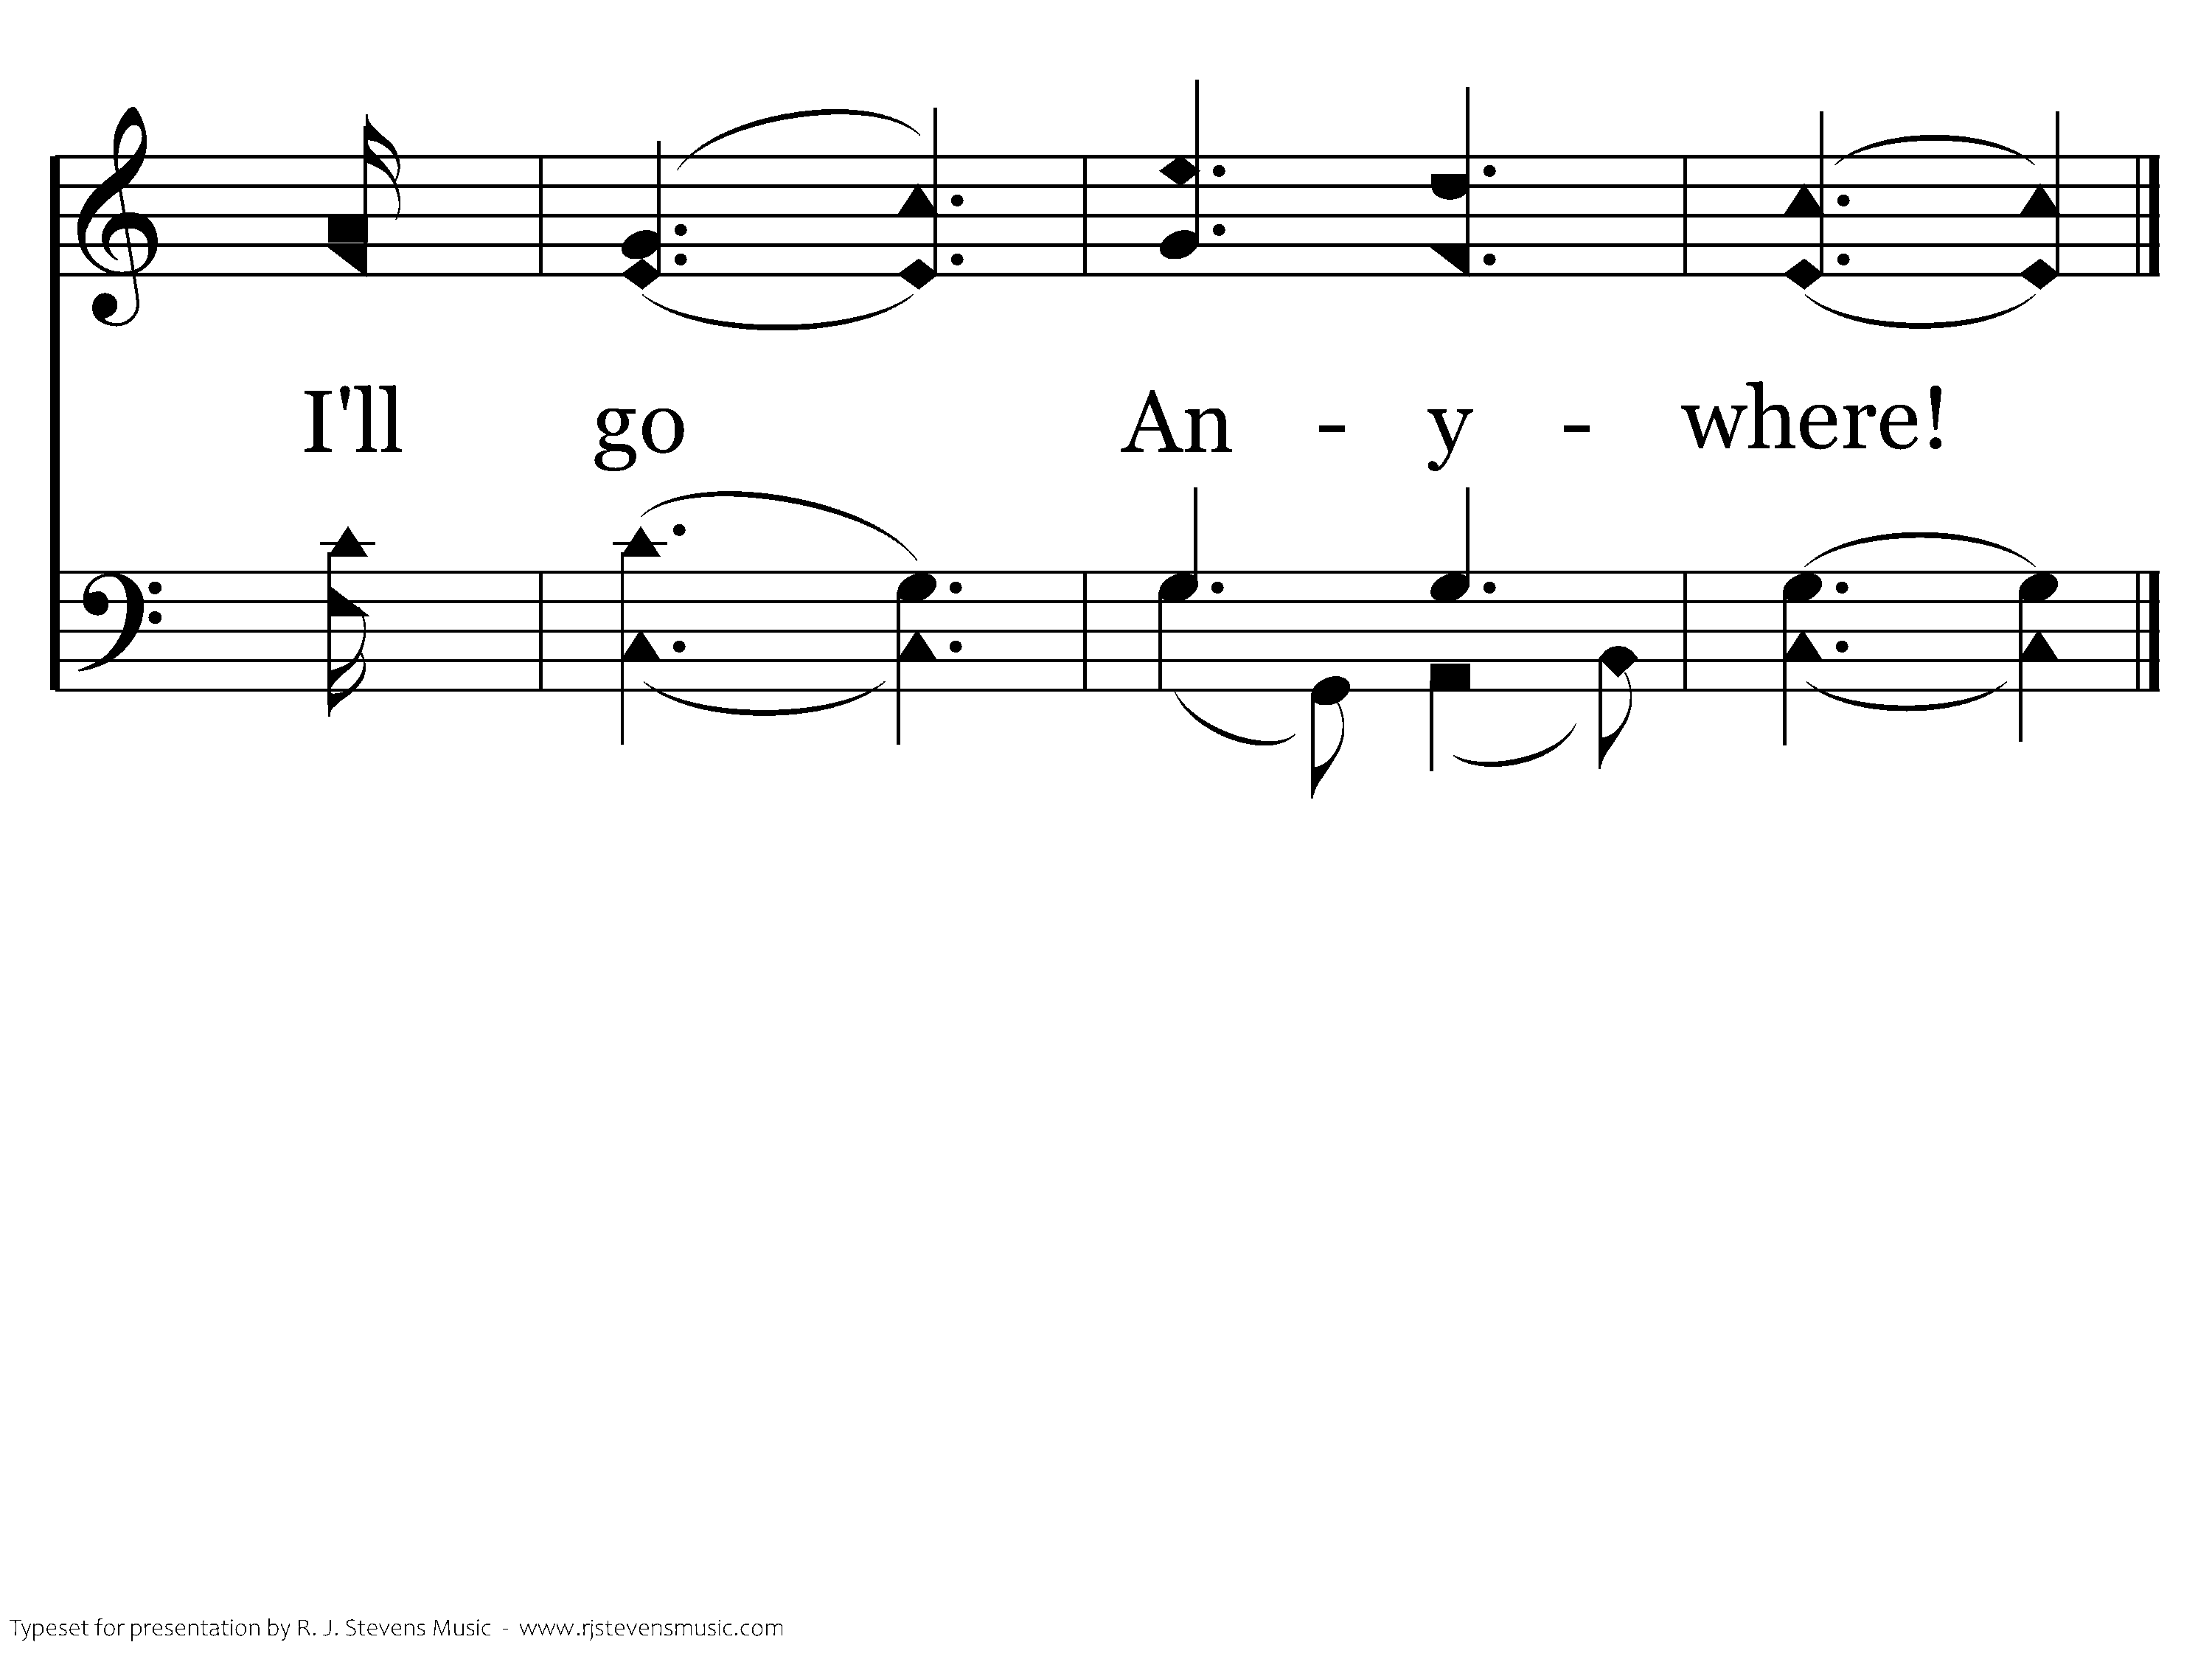 I'll go An - y - where!
Typeset for presentation by R. J. Stevens Music - www.rjstevensmusic.com